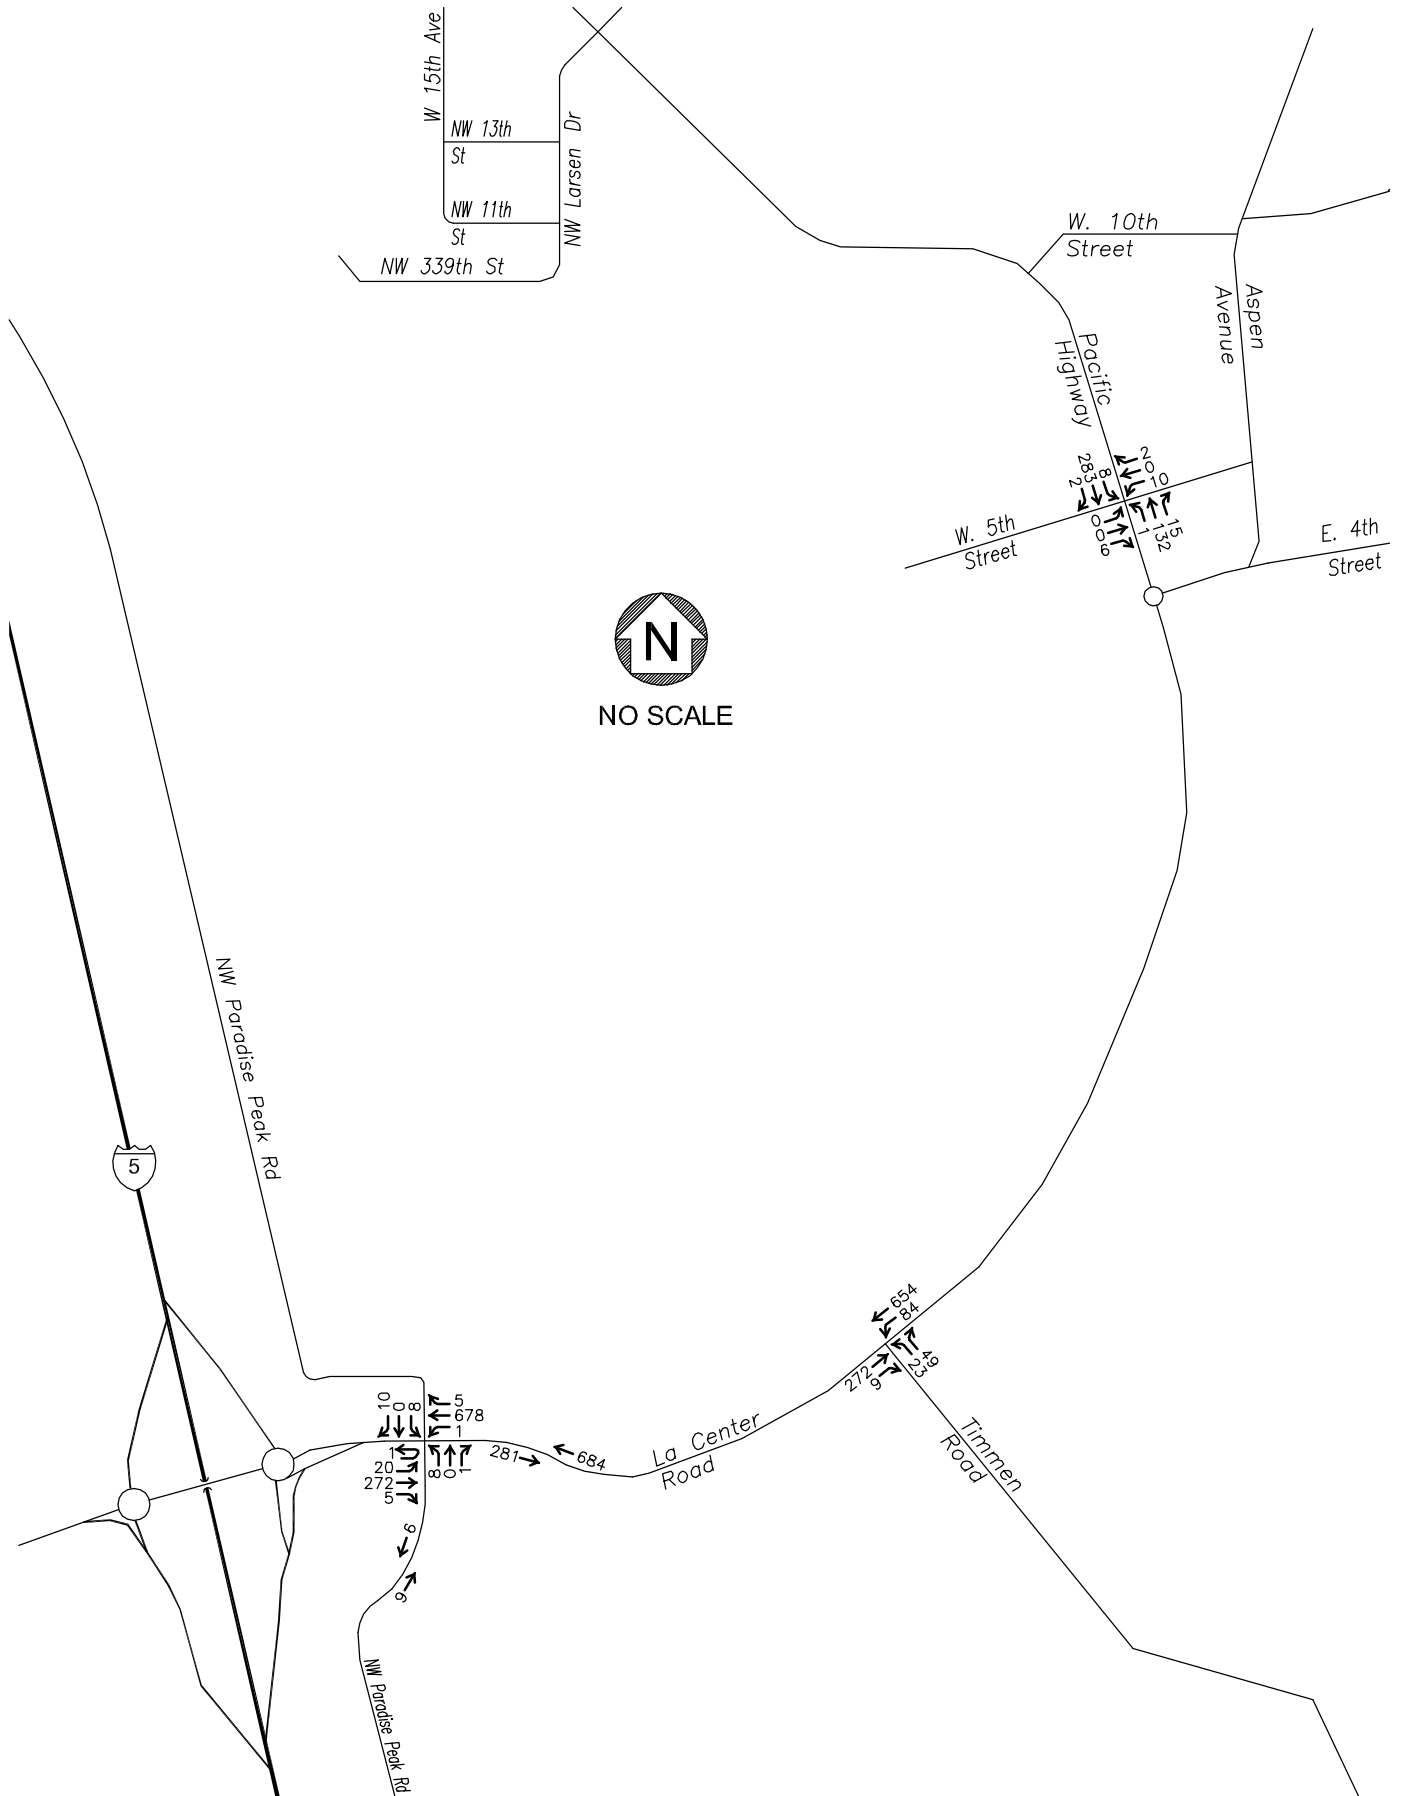 W 15th Ave
NW 13th
St
NW Larsen Dr
NW 11th
St
NW 339th St
W. 10th
Street
Aspen
Avenue
Pacific
Highway
2
0
10
8
283
2
W. 5th
Street
0
0
6
1
132
15
E. 4th
Street
N
NO SCALE
NW Paradise Peak Rd
5
654
84
49
23
272
9
Timmen
Road
La Center
Road
10
0
8
5
678
1
281
684
1
20
272
5
8
0
1
6
9
NW Paradise Peak Rd